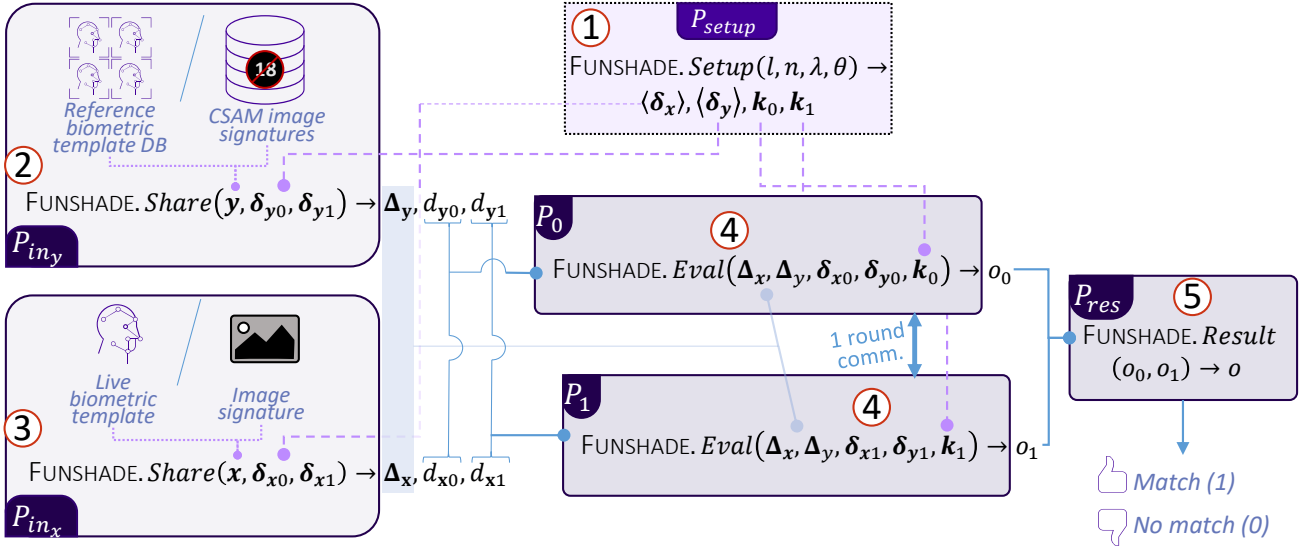 ①
P_setup
FUNSHADE.Setup(l, n, λ, θ) →
⟨δ_x⟩, ⟨δ_y⟩, k_0, k_1
18
Reference
biometric
template DB
CSAM image
signatures
②
FUNSHADE.Share(y, δ_y0, δ_y1) → Δ_y, d_y0, d_y1
P_in_y
Live
biometric
template
Image
signature
③
FUNSHADE.Share(x, δ_x0, δ_x1) → Δ_x, d_x0, d_x1
P_in_x
P_0
④
FUNSHADE.Eval(Δ_x, Δ_y, δ_x0, δ_y0, k_0) → o_0
1 round
comm.
P_1
④
FUNSHADE.Eval(Δ_x, Δ_y, δ_x1, δ_y1, k_1) → o_1
P_res
⑤
FUNSHADE.Result
(o_0, o_1) → o
Match (1)
No match (0)